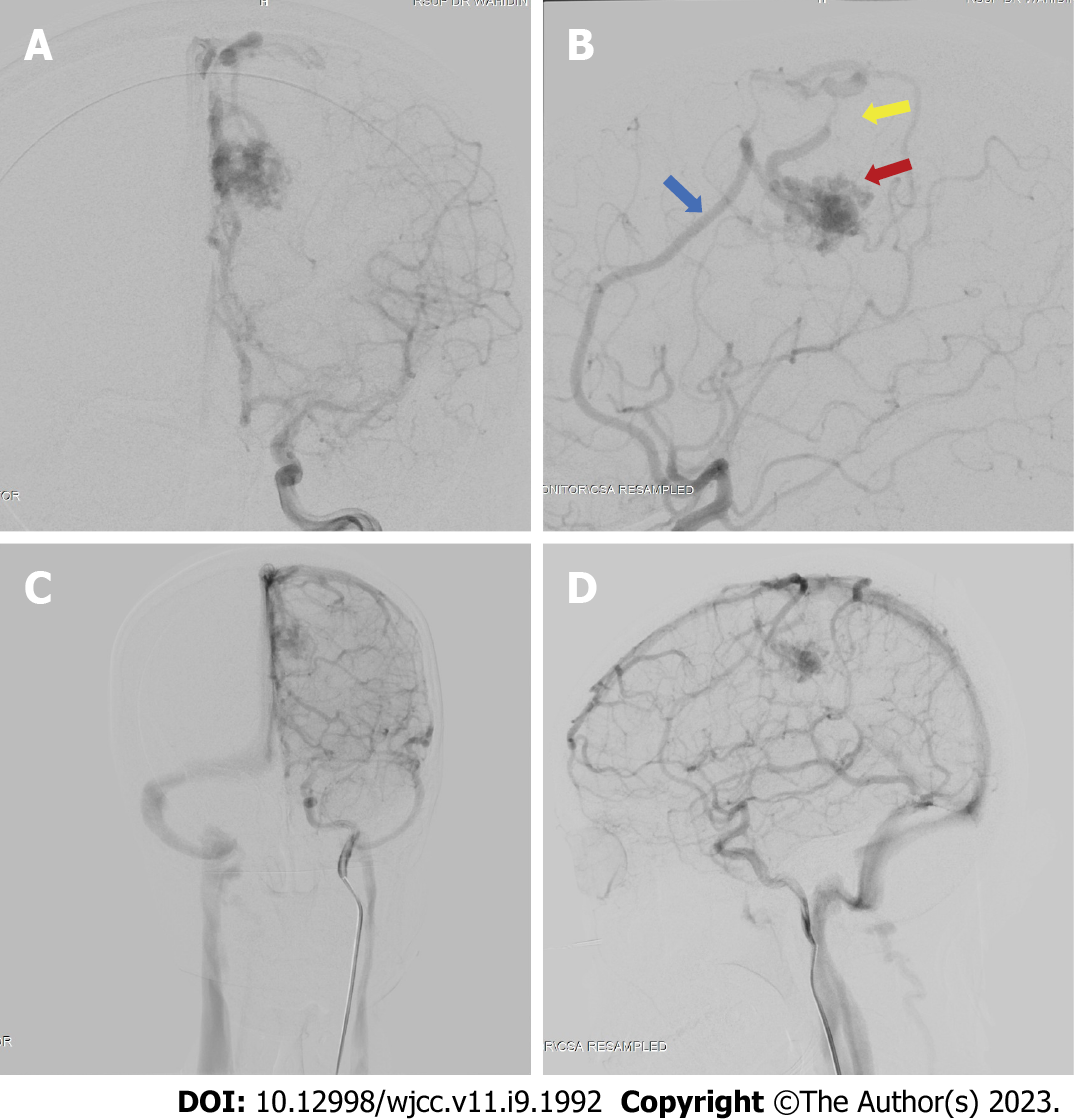 H
RSUP DR WAHIDIN
A
B
ONITOR\CSA RESAMPLED
OR
C
D
R\CSA RESAMPLED
DOI: 10.12998/wjcc.v11.i9.1992 Copyright ©The Author(s) 2023.